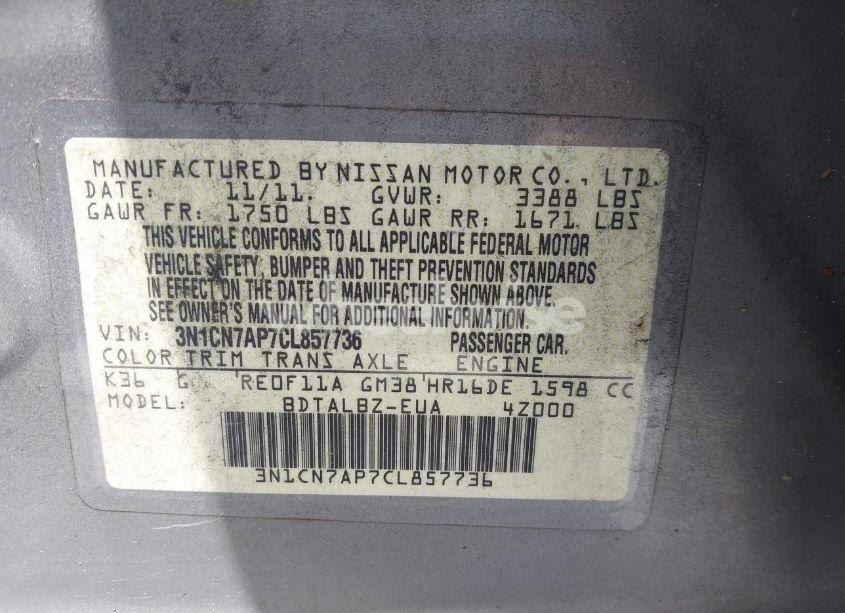 MANUFACTURED BY NISSAN MOTOR CO., LTD.
DATE: 11/11. GVWR: 3388 LBS
GAWR FR: 1750 LBS GAWR RR: 1671 LBS
THIS VEHICLE CONFORMS TO ALL APPLICABLE FEDERAL MOTOR
VEHICLE SAFETY, BUMPER AND THEFT PREVENTION STANDARDS
IN EFFECT ON THE DATE OF MANUFACTURE SHOWN ABOVE.
SEE OWNER'S MANUAL FOR ADDITIONAL INFORMATION.
VIN: 3N1CN7AP7CL857736 PASSENGER CAR.
COLOR TRIM TRANS AXLE ENGINE
K36 G 'RE0F11A GM38'HR16DE 1598 CC
MODEL: BDTALBZ-EUA 4Z000
3N1CN7AP7CL857736